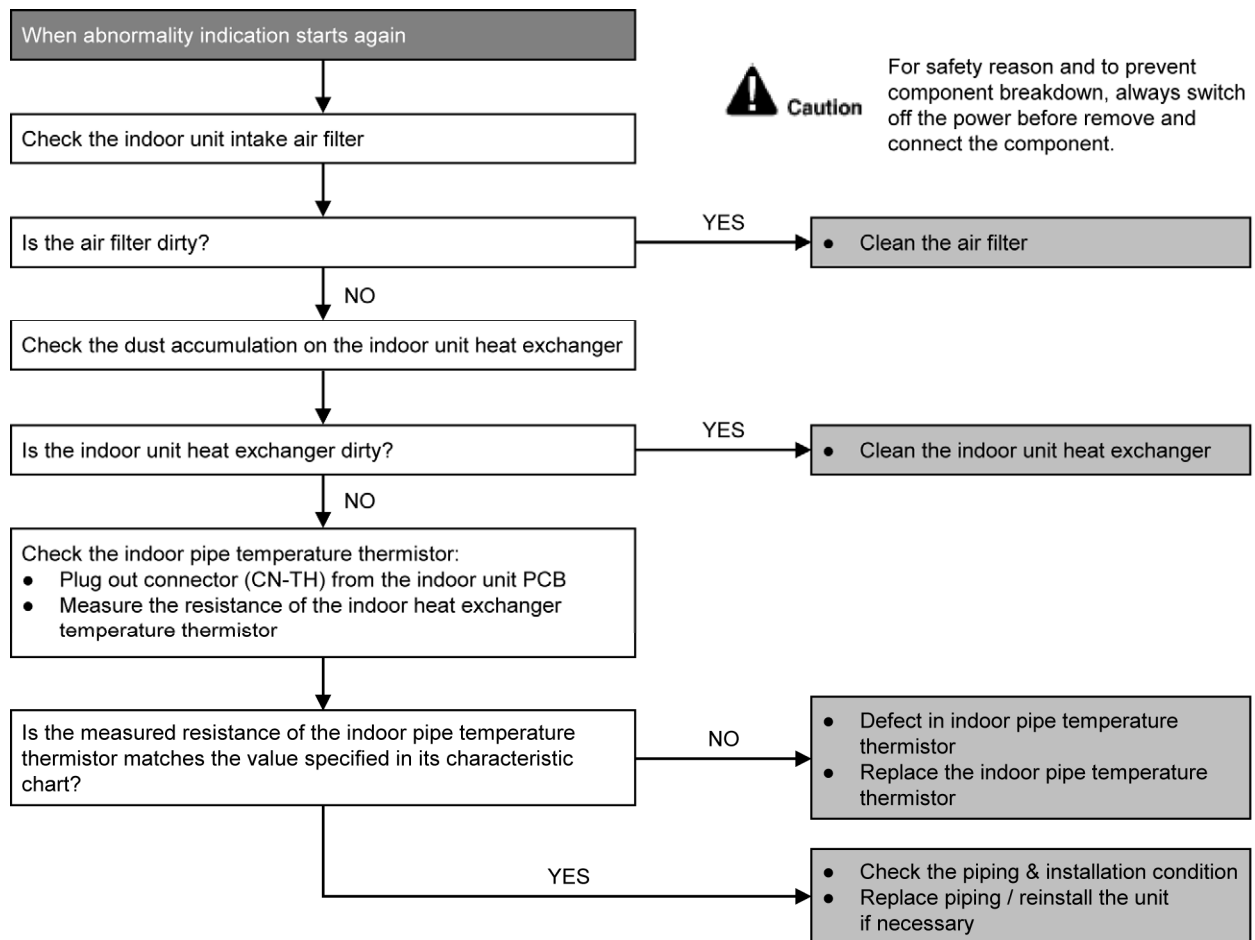 When abnormality indication starts again
Caution
For safety reason and to prevent
component breakdown, always switch
off the power before remove and
connect the component.
Check the indoor unit intake air filter
Is the air filter dirty?
YES
● Clean the air filter
NO
Check the dust accumulation on the indoor unit heat exchanger
Is the indoor unit heat exchanger dirty?
YES
● Clean the indoor unit heat exchanger
NO
Check the indoor pipe temperature thermistor:
● Plug out connector (CN-TH) from the indoor unit PCB
● Measure the resistance of the indoor heat exchanger
temperature thermistor
Is the measured resistance of the indoor pipe temperature
thermistor matches the value specified in its characteristic
chart?
NO
● Defect in indoor pipe temperature
thermistor
● Replace the indoor pipe temperature
thermistor
YES
● Check the piping & installation condition
● Replace piping / reinstall the unit
if necessary